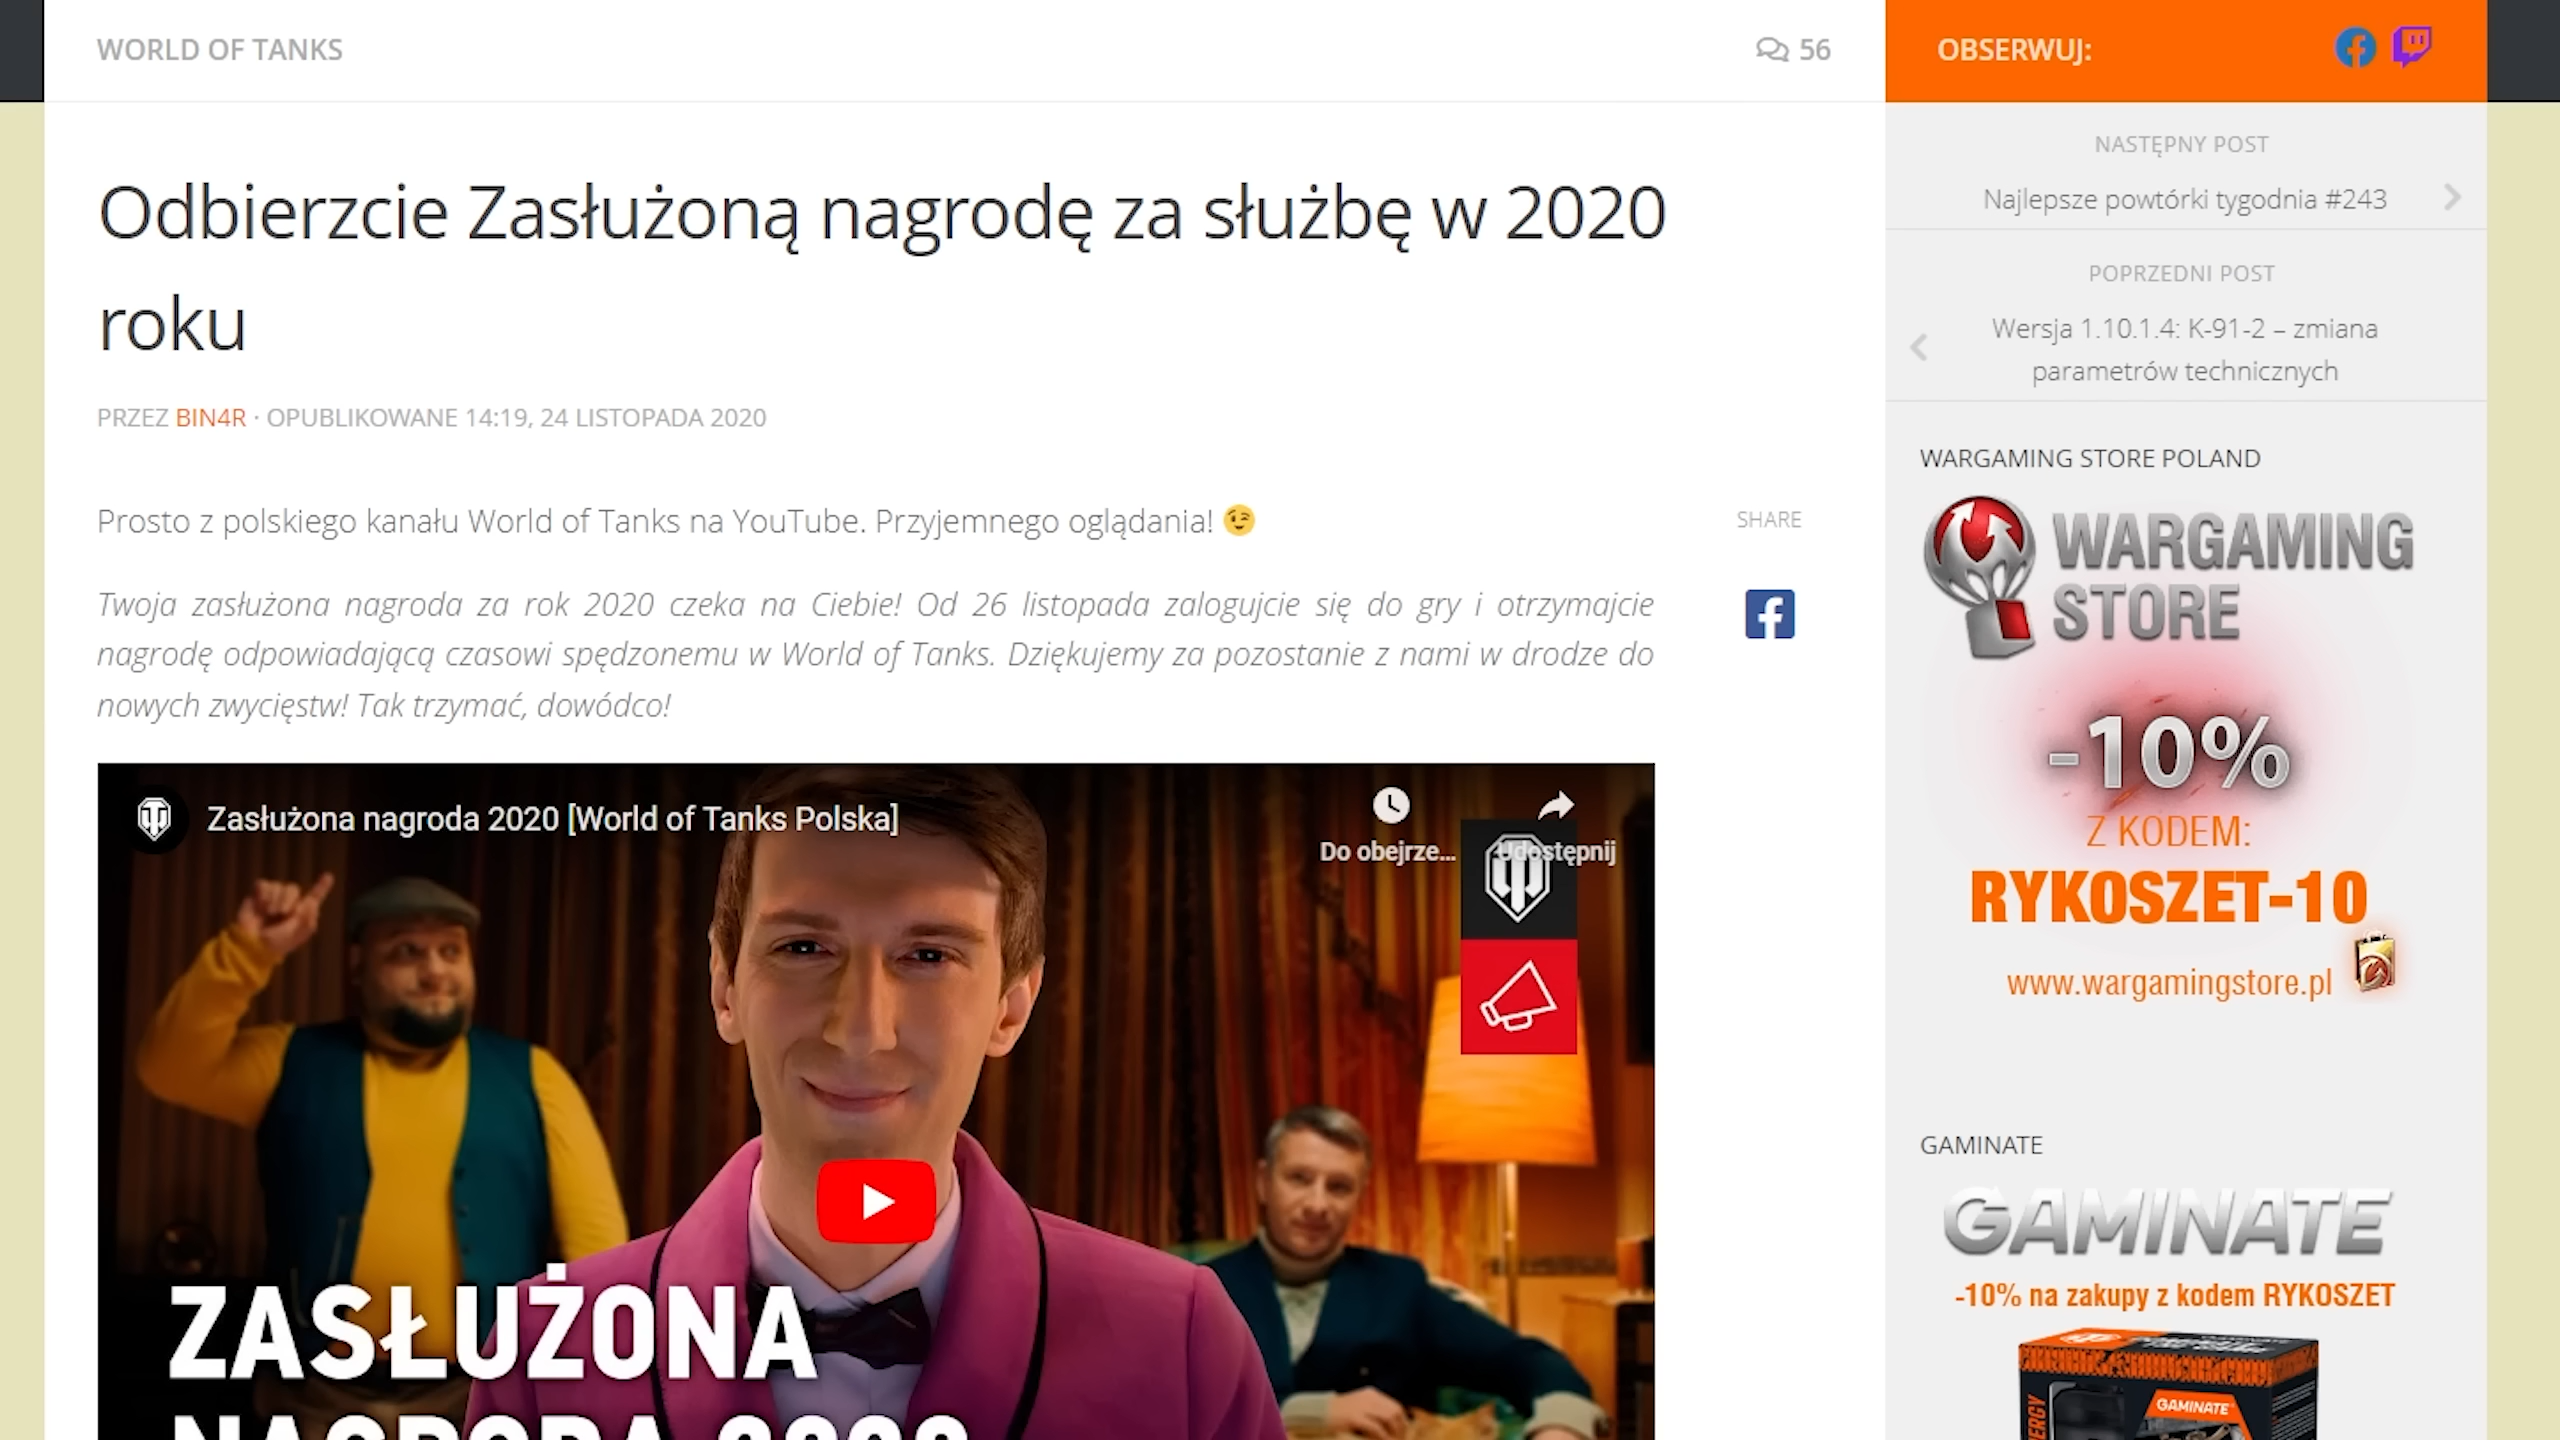 WORLD OF TANKS
56
Odbierzcie Zasłużoną nagrodę za służbę w 2020
roku
PRZEZ BIN4R · OPUBLIKOWANE 14:19, 24 LISTOPADA 2020
Prosto z polskiego kanału World of Tanks na YouTube. Przyjemnego oglądania! 😉
Twoja zasłużona nagroda za rok 2020 czeka na Ciebie! Od 26 listopada zalogujcie się do gry i otrzymajcie
nagrodę odpowiadającą czasowi spędzonemu w World of Tanks. Dziękujemy za pozostanie z nami w drodze do
nowych zwycięstw! Tak trzymać, dowódco!
SHARE
Zasłużona nagroda 2020 [World of Tanks Polska]
Do obejrze...
Udostępnij
ZASŁUŻONA
NAGRODA 2020
OBSERWUJ:
NASTĘPNY POST
Najlepsze powtórki tygodnia #243
POPRZEDNI POST
Wersja 1.10.1.4: K-91-2 – zmiana
parametrów technicznych
WARGAMING STORE POLAND
WARGAMING
STORE
-10%
Z KODEM:
RYKOSZET-10
www.wargamingstore.pl
GAMINATE
GAMINATE
-10% na zakupy z kodem RYKOSZET
GAMINATE